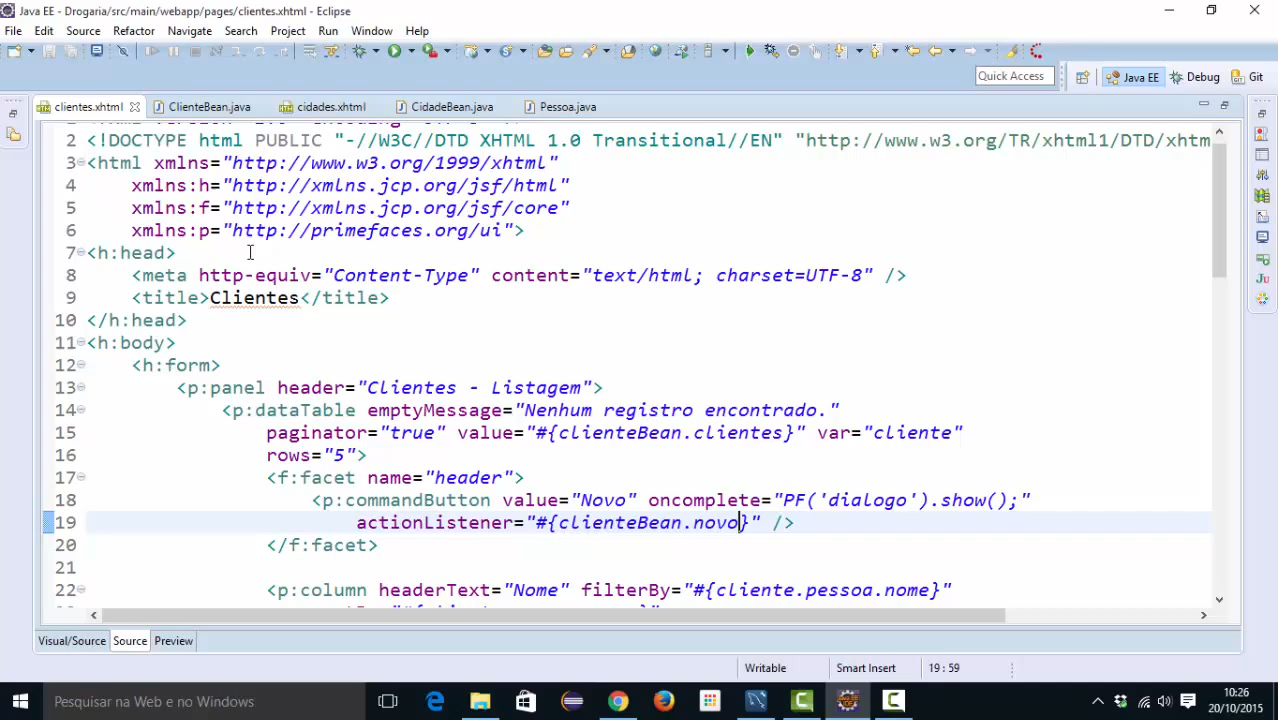 Java EE - Drogaria/src/main/webapp/pages/clientes.xhtml - Eclipse
File Edit Source Refactor Navigate Search Project Run Window Help
Quick Access Java EE Debug Git
clientes.xhtml ClienteBean.java cidades.xhtml CidadeBean.java Pessoa.java
2 <!DOCTYPE html PUBLIC "-//W3C//DTD XHTML 1.0 Transitional//EN" "http://www.w3.org/TR/xhtml1/DTD/xhtm
3 <html xmlns="http://www.w3.org/1999/xhtml"
4 xmlns:h="http://xmlns.jcp.org/jsf/html"
5 xmlns:f="http://xmlns.jcp.org/jsf/core"
6 xmlns:p="http://primefaces.org/ui">
7 <h:head>
8 <meta http-equiv="Content-Type" content="text/html; charset=UTF-8" />
9 <title>Clientes</title>
10 </h:head>
11 <h:body>
12 <h:form>
13 <p:panel header="Clientes - Listagem">
14 <p:dataTable emptyMessage="Nenhum registro encontrado."
15 paginator="true" value="#{clienteBean.clientes}" var="cliente"
16 rows="5">
17 <f:facet name="header">
18 <p:commandButton value="Novo" oncomplete="PF('dialogo').show();"
19 actionListener="#{clienteBean.novo}" />
20 </f:facet>
21
22 <p:column headerText="Nome" filterBy="#{cliente.pessoa.nome}"
Visual/Source Source Preview
Writable Smart Insert 19 : 59
Pesquisar na Web e no Windows
10:26
20/10/2015